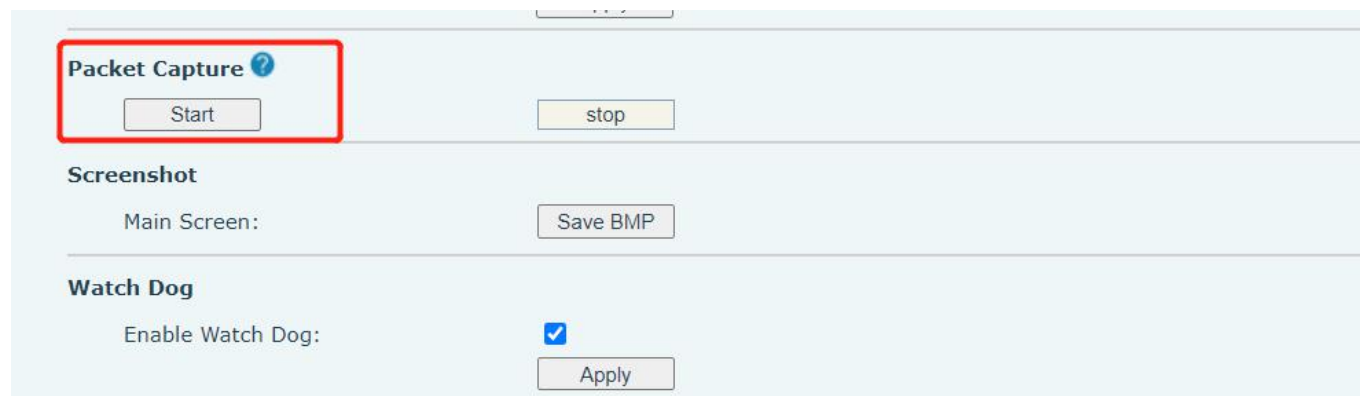 Packet Capture ?
Start stop
Screenshot
Main Screen: Save BMP
Watch Dog
Enable Watch Dog:
Apply